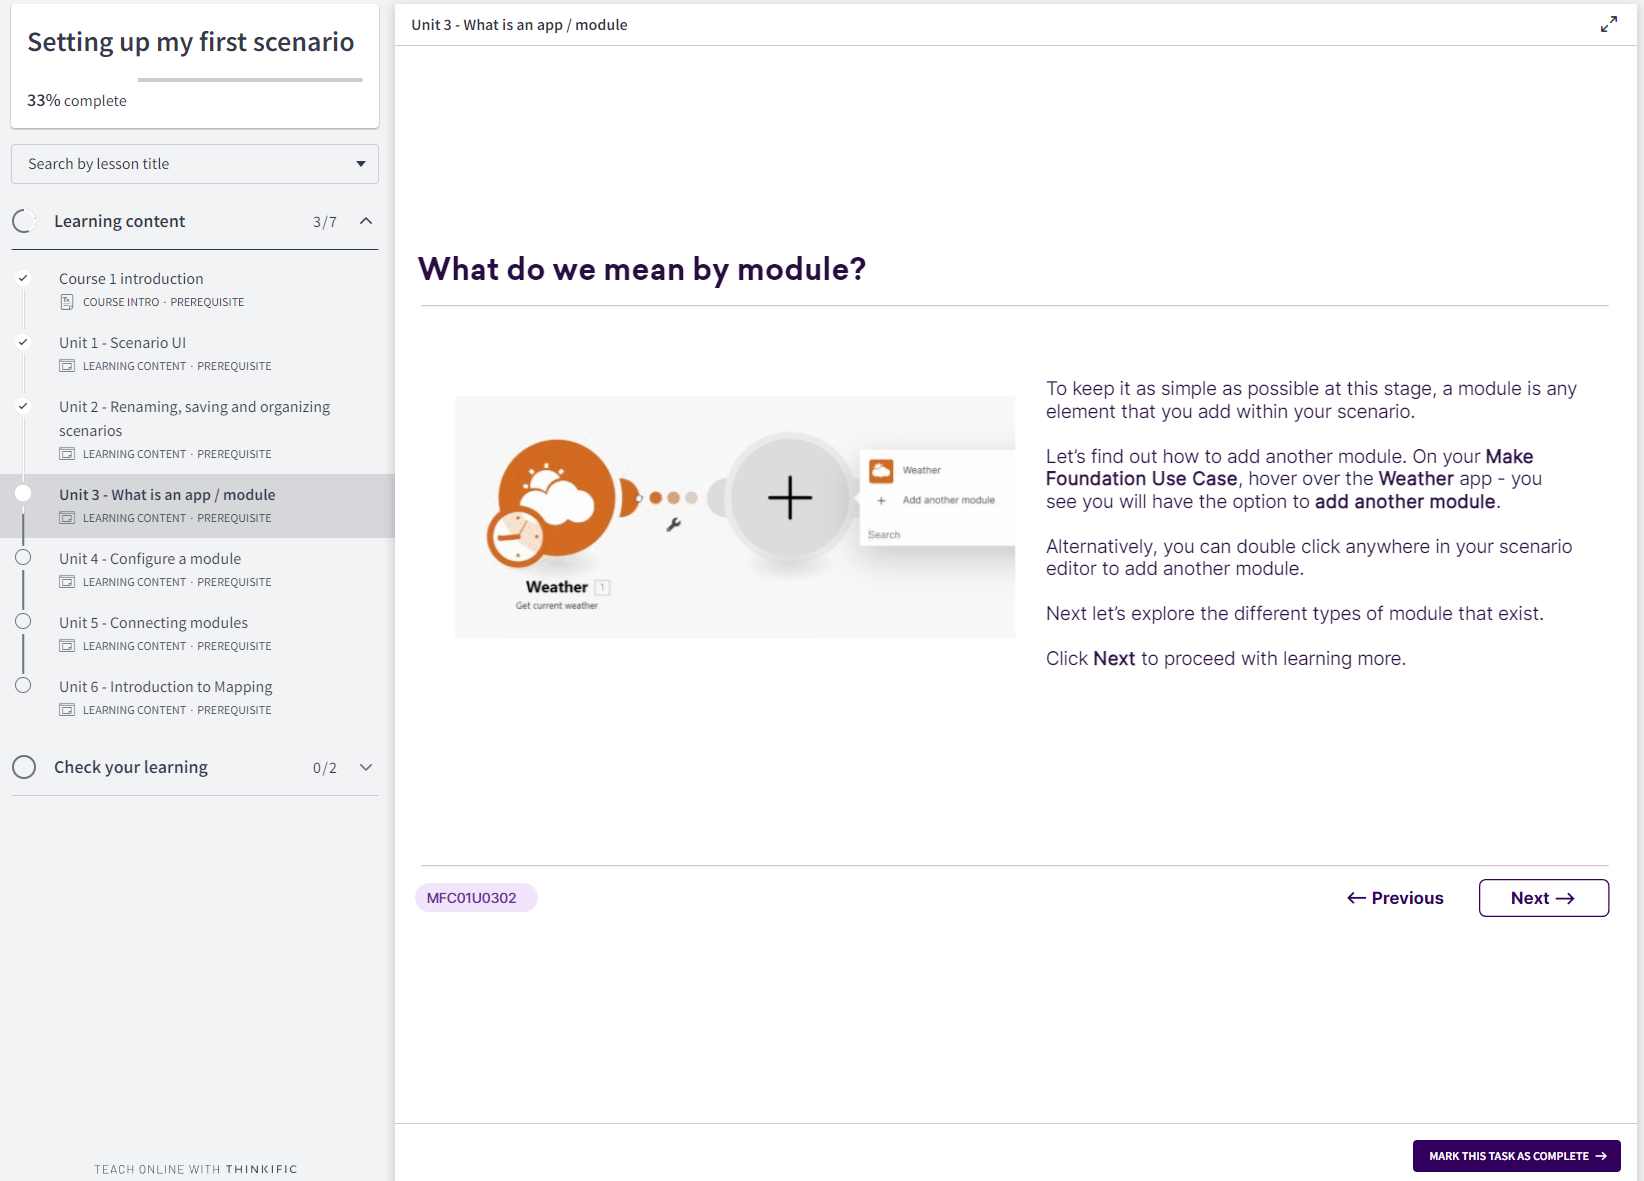 Setting up my first scenario
33% complete
Search by lesson title
Learning content 3/7
Course 1 introduction
COURSE INTRO · PREREQUISITE
Unit 1 - Scenario UI
LEARNING CONTENT · PREREQUISITE
Unit 2 - Renaming, saving and organizing
scenarios
LEARNING CONTENT · PREREQUISITE
Unit 3 - What is an app / module
LEARNING CONTENT · PREREQUISITE
Unit 4 - Configure a module
LEARNING CONTENT · PREREQUISITE
Unit 5 - Connecting modules
LEARNING CONTENT · PREREQUISITE
Unit 6 - Introduction to Mapping
LEARNING CONTENT · PREREQUISITE
Check your learning 0/2
TEACH ONLINE WITH THINKIFIC
Unit 3 - What is an app / module
What do we mean by module?
Weather 1
Get current weather
Weather
Add another module
Search
To keep it as simple as possible at this stage, a module is any
element that you add within your scenario.
Let's find out how to add another module. On your Make
Foundation Use Case, hover over the Weather app - you
see you will have the option to add another module.
Alternatively, you can double click anywhere in your scenario
editor to add another module.
Next let's explore the different types of module that exist.
Click Next to proceed with learning more.
MFC01U0302
← Previous
Next →
MARK THIS TASK AS COMPLETE →